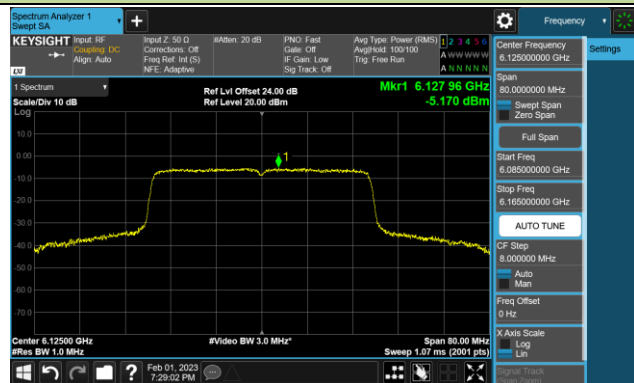 Spectrum Analyzer 1
Swept SA
Frequency
KEYSIGHT
Input: RF
Coupling: DC
Align: Auto
Input Z: 50 Ω
Corrections: Off
Freq Ref: Int (S)
NFE: Adaptive
#Atten: 20 dB
PNO: Fast
Gate: Off
IF Gain: Low
Sig Track: Off
Avg Type: Power (RMS)
Avg|Hold: 100/100
Trig: Free Run
1 2 3 4 5 6
A W W W W W
A N N N N N
LXI
1 Spectrum
Scale/Div 10 dB
Log
Ref Lvl Offset 24.00 dB
Ref Level 20.00 dBm
Mkr1 6.127 96 GHz
-5.170 dBm
10.0
0.00
-10.0
-20.0
-30.0
-40.0
-50.0
-60.0
-70.0
1
Center 6.12500 GHz
#Res BW 1.0 MHz
#Video BW 3.0 MHz*
Span 80.00 MHz
Sweep 1.07 ms (2001 pts)
Feb 01, 2023
7:29:02 PM
Center Frequency
6.125000000 GHz
Settings
Span
80.0000000 MHz
Swept Span
Zero Span
Full Span
Start Freq
6.085000000 GHz
Stop Freq
6.165000000 GHz
AUTO TUNE
CF Step
8.000000 MHz
Auto
Man
Freq Offset
0 Hz
X Axis Scale
Log
Lin
Signal Track
(Span Zoom)